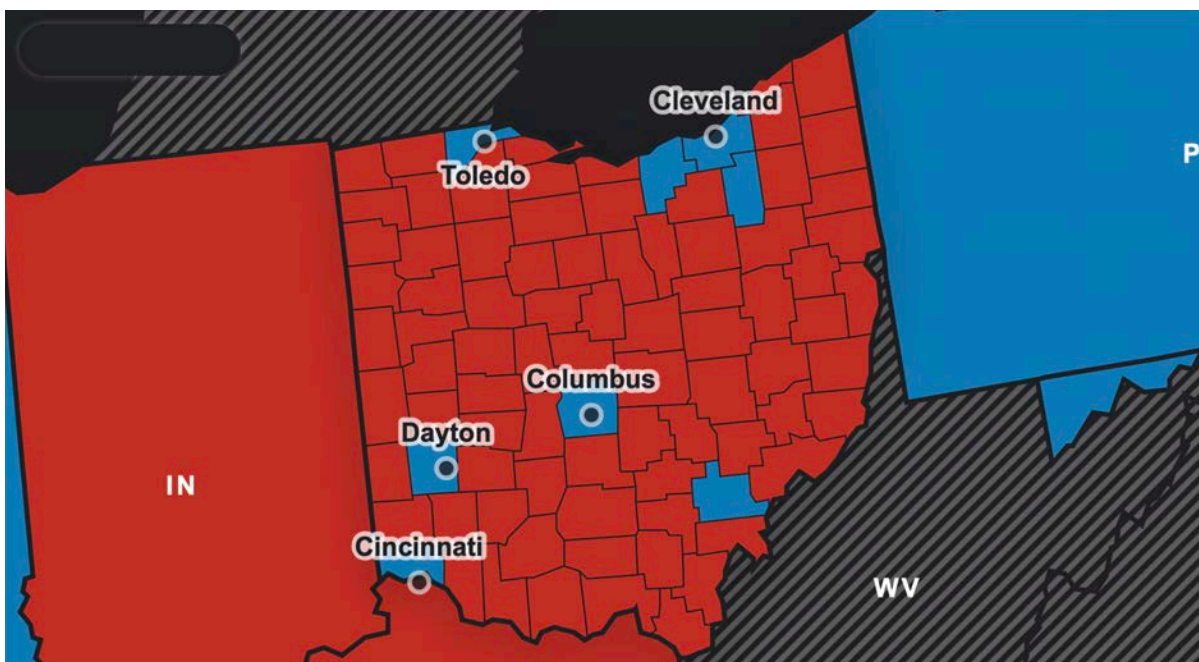 Cleveland
Toledo
P
Columbus
Dayton
IN
Cincinnati
WV